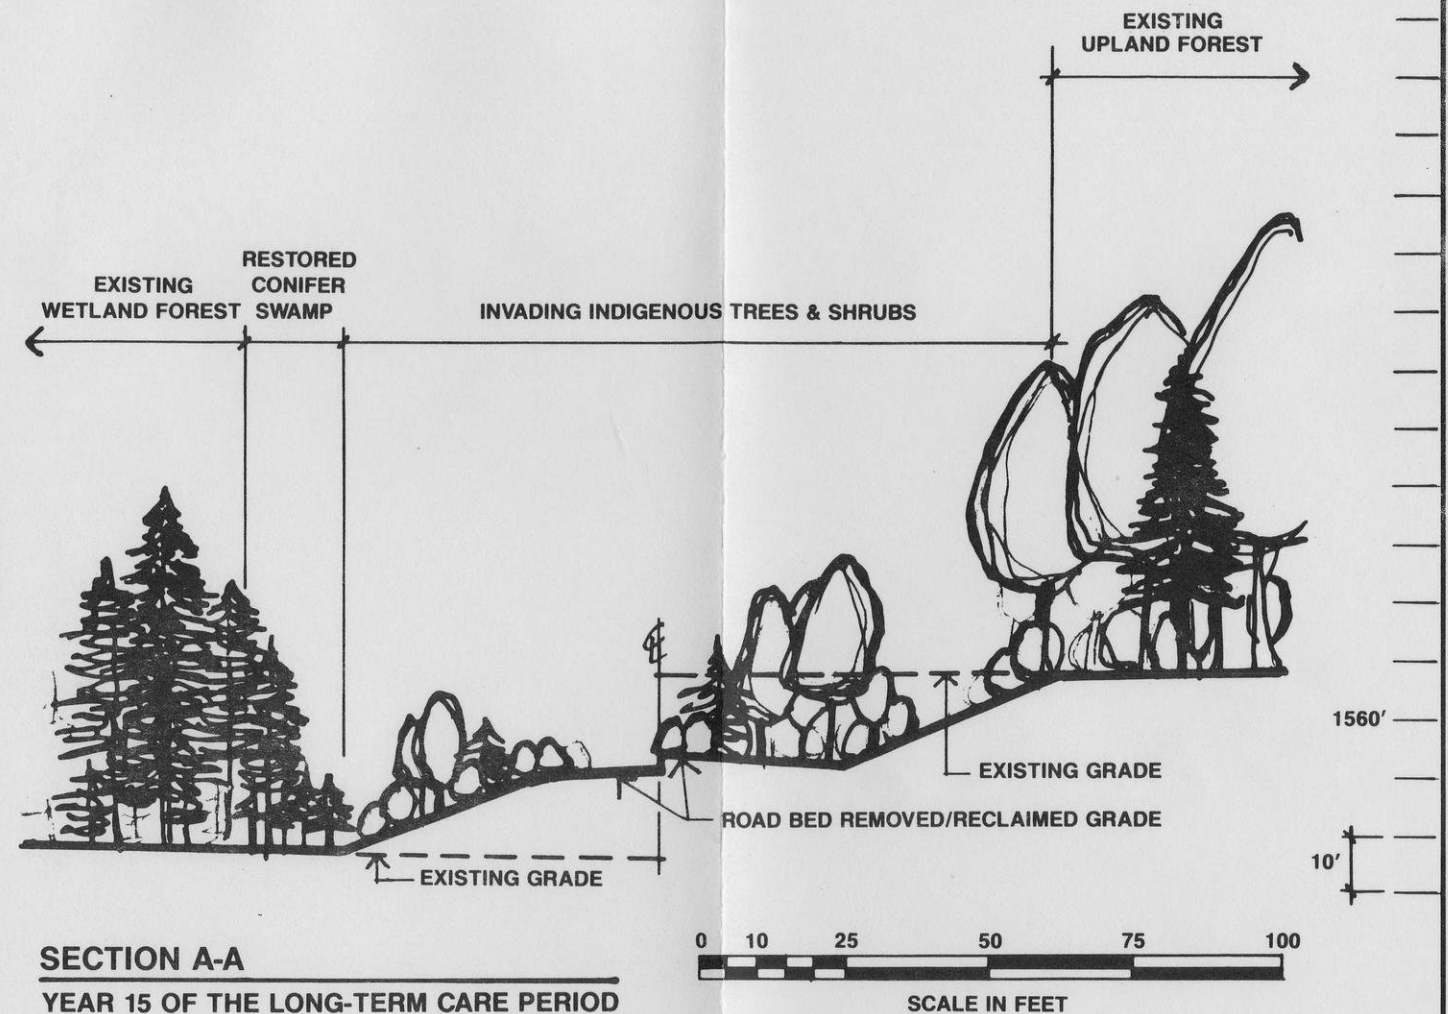 EXISTING
UPLAND FOREST
RESTORED
CONIFER
SWAMP
EXISTING
WETLAND FOREST
INVADING INDIGENOUS TREES & SHRUBS
℄
1560'
EXISTING GRADE
ROAD BED REMOVED/RECLAIMED GRADE
10'
EXISTING GRADE
SECTION A-A
YEAR 15 OF THE LONG-TERM CARE PERIOD
0 10 25 50 75 100
SCALE IN FEET